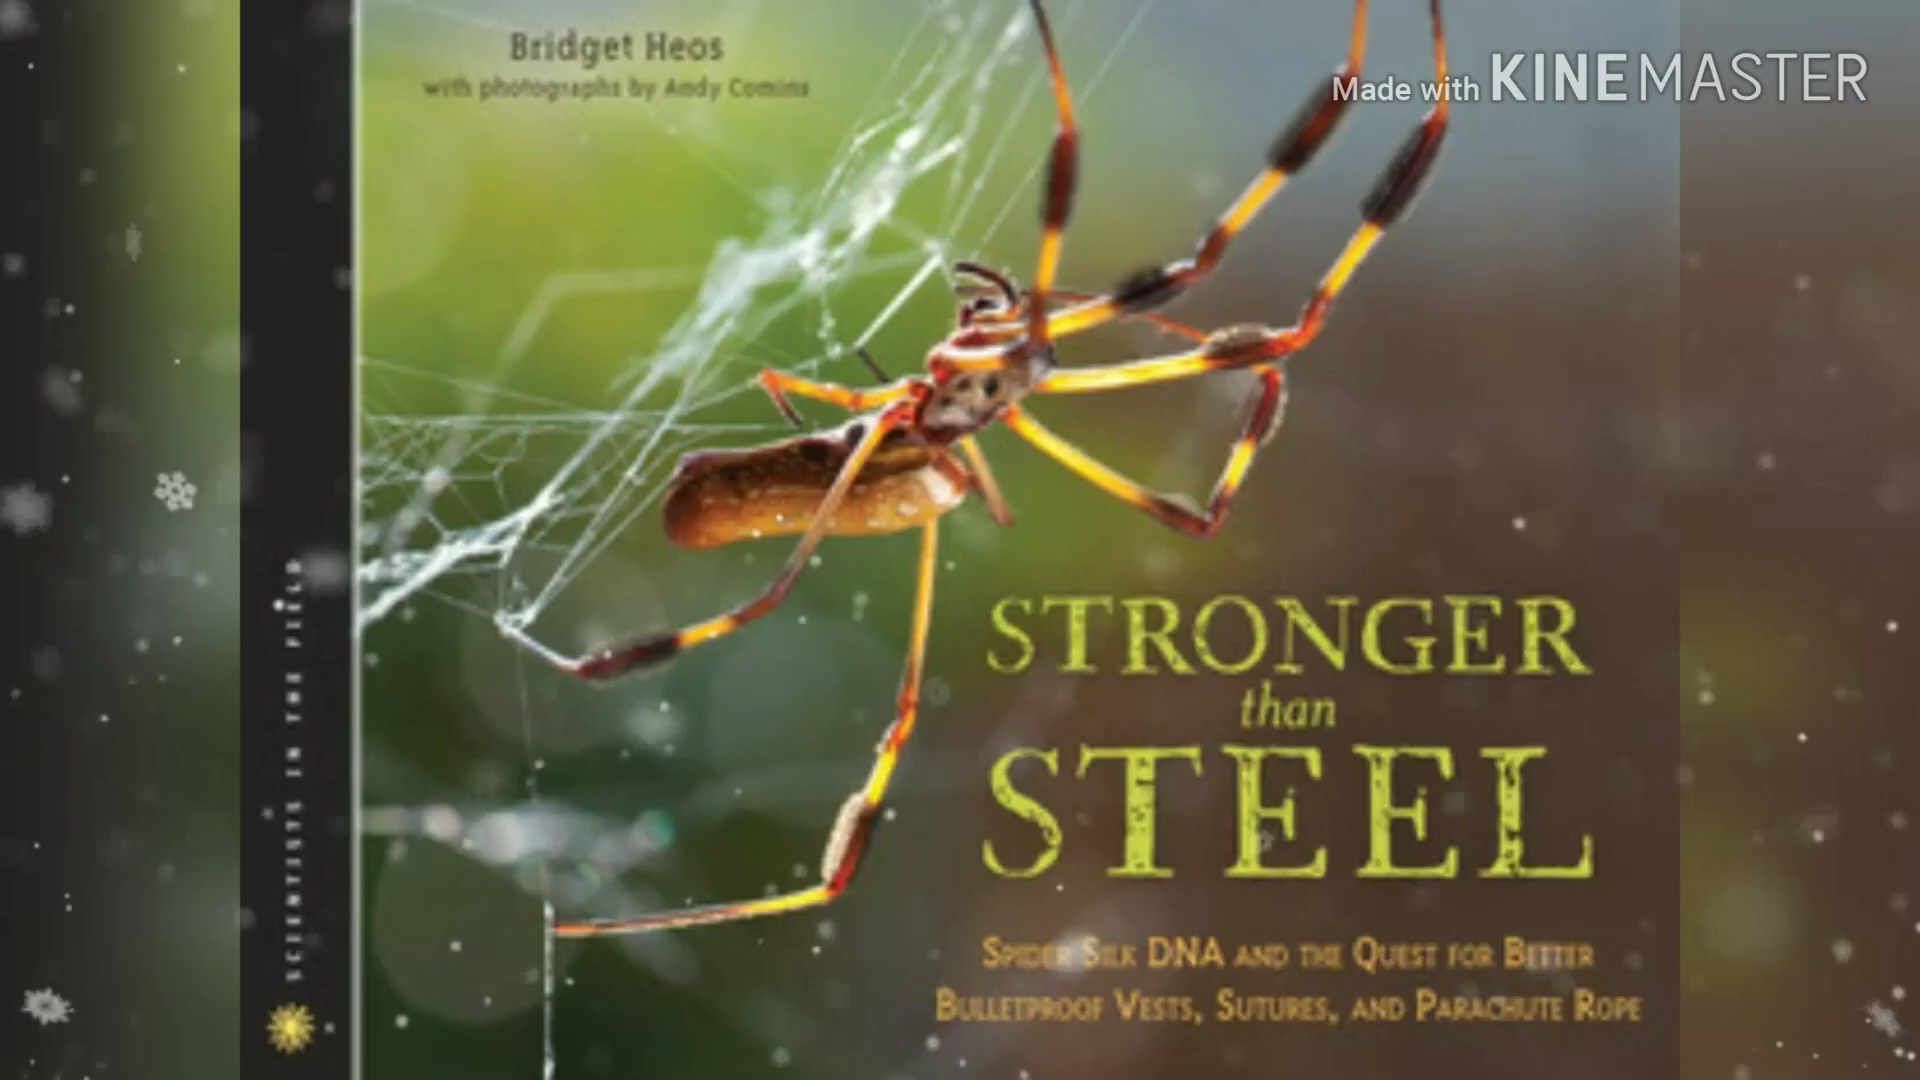 Bridget Heos
with photographs by Andy Comins
Made with KINEMASTER
STRONGER
than
STEEL
SPIDER SILK DNA AND THE QUEST FOR BETTER
BULLETPROOF VESTS, SUTURES, AND PARACHUTE ROPE
SCIENTISTS IN THE FIELD